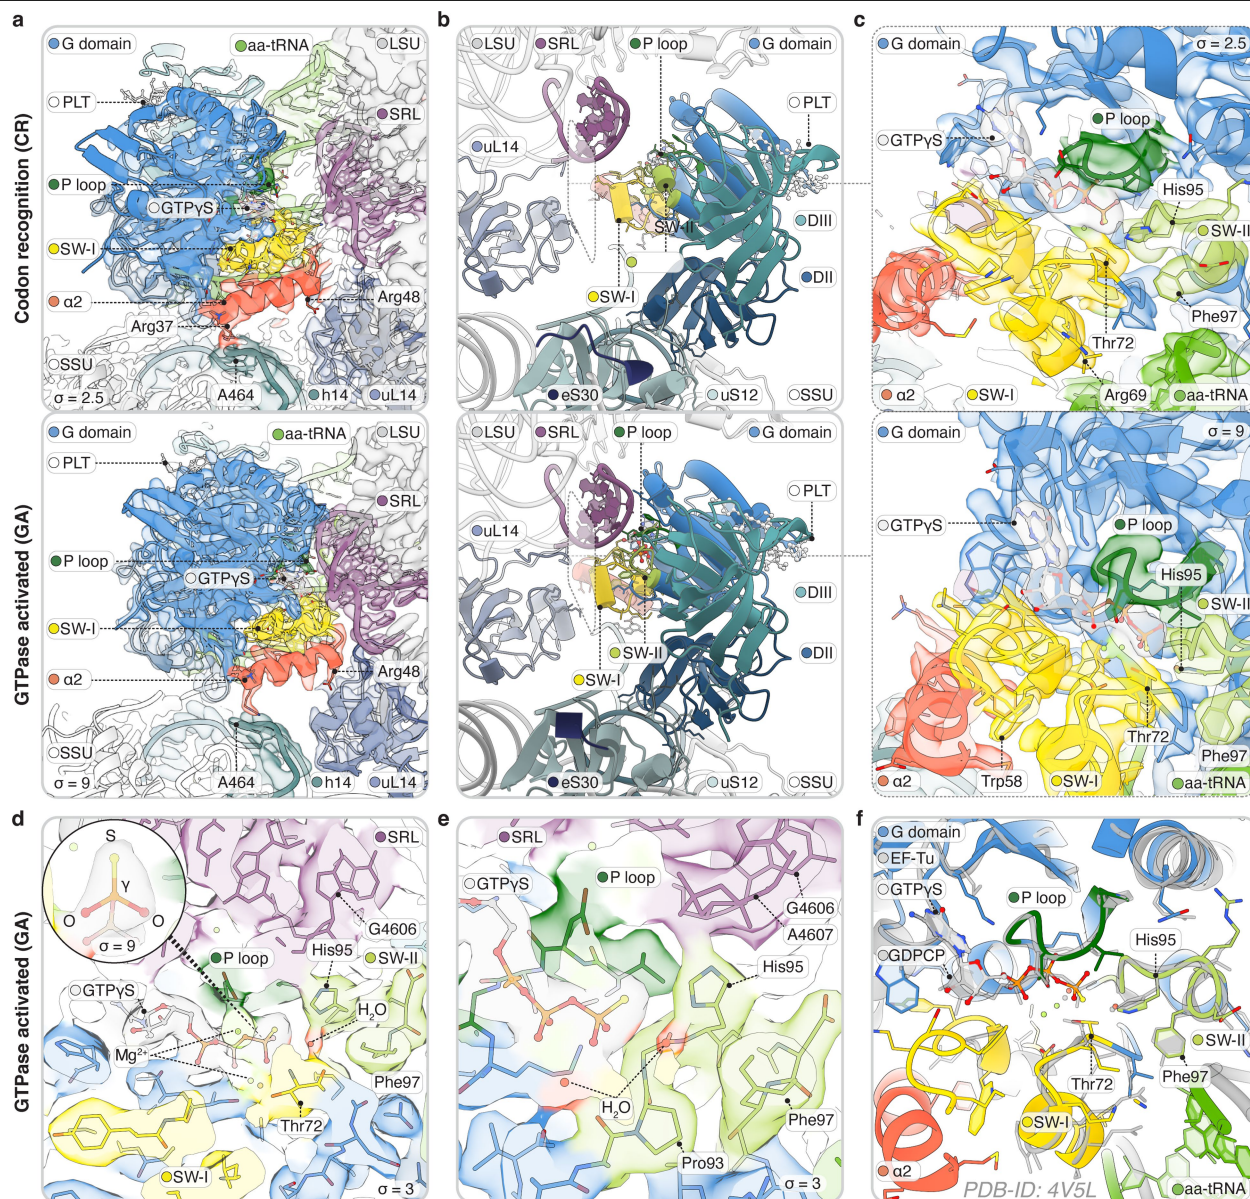 a
b
c
Codon recognition (CR)
G domain
aa-tRNA
LSU
PLT
SRL
P loop
GTPγS
SW-I
α2
Arg48
Arg37
SSU
σ = 2.5
A464
h14
uL14
LSU
SRL
P loop
G domain
PLT
uL14
DIII
SW-II
DII
SW-I
eS30
uS12
SSU
G domain
σ = 2.5
P loop
GTPγS
His95
SW-II
Phe97
Thr72
α2
SW-I
Arg69
aa-tRNA
GTPase activated (GA)
G domain
aa-tRNA
LSU
PLT
SRL
P loop
GTPγS
SW-I
α2
Arg48
SSU
σ = 9
A464
h14
uL14
LSU
SRL
P loop
G domain
PLT
uL14
DIII
SW-II
DII
SW-I
eS30
uS12
SSU
G domain
σ = 9
GTPγS
P loop
His95
SW-II
Thr72
Phe97
α2
Trp58
SW-I
aa-tRNA
d
e
f
GTPase activated (GA)
S
γ
O
O
σ = 9
SRL
G4606
His95
P loop
SW-II
GTPγS
H₂O
Mg²⁺
Phe97
Thr72
SW-I
σ = 3
SRL
P loop
GTPγS
G4606
A4607
His95
H₂O
Phe97
Pro93
σ = 3
G domain
EF-Tu
GTPγS
P loop
His95
GDPCP
SW-II
Thr72
Phe97
SW-I
α2
PDB-ID: 4V5L
aa-tRNA